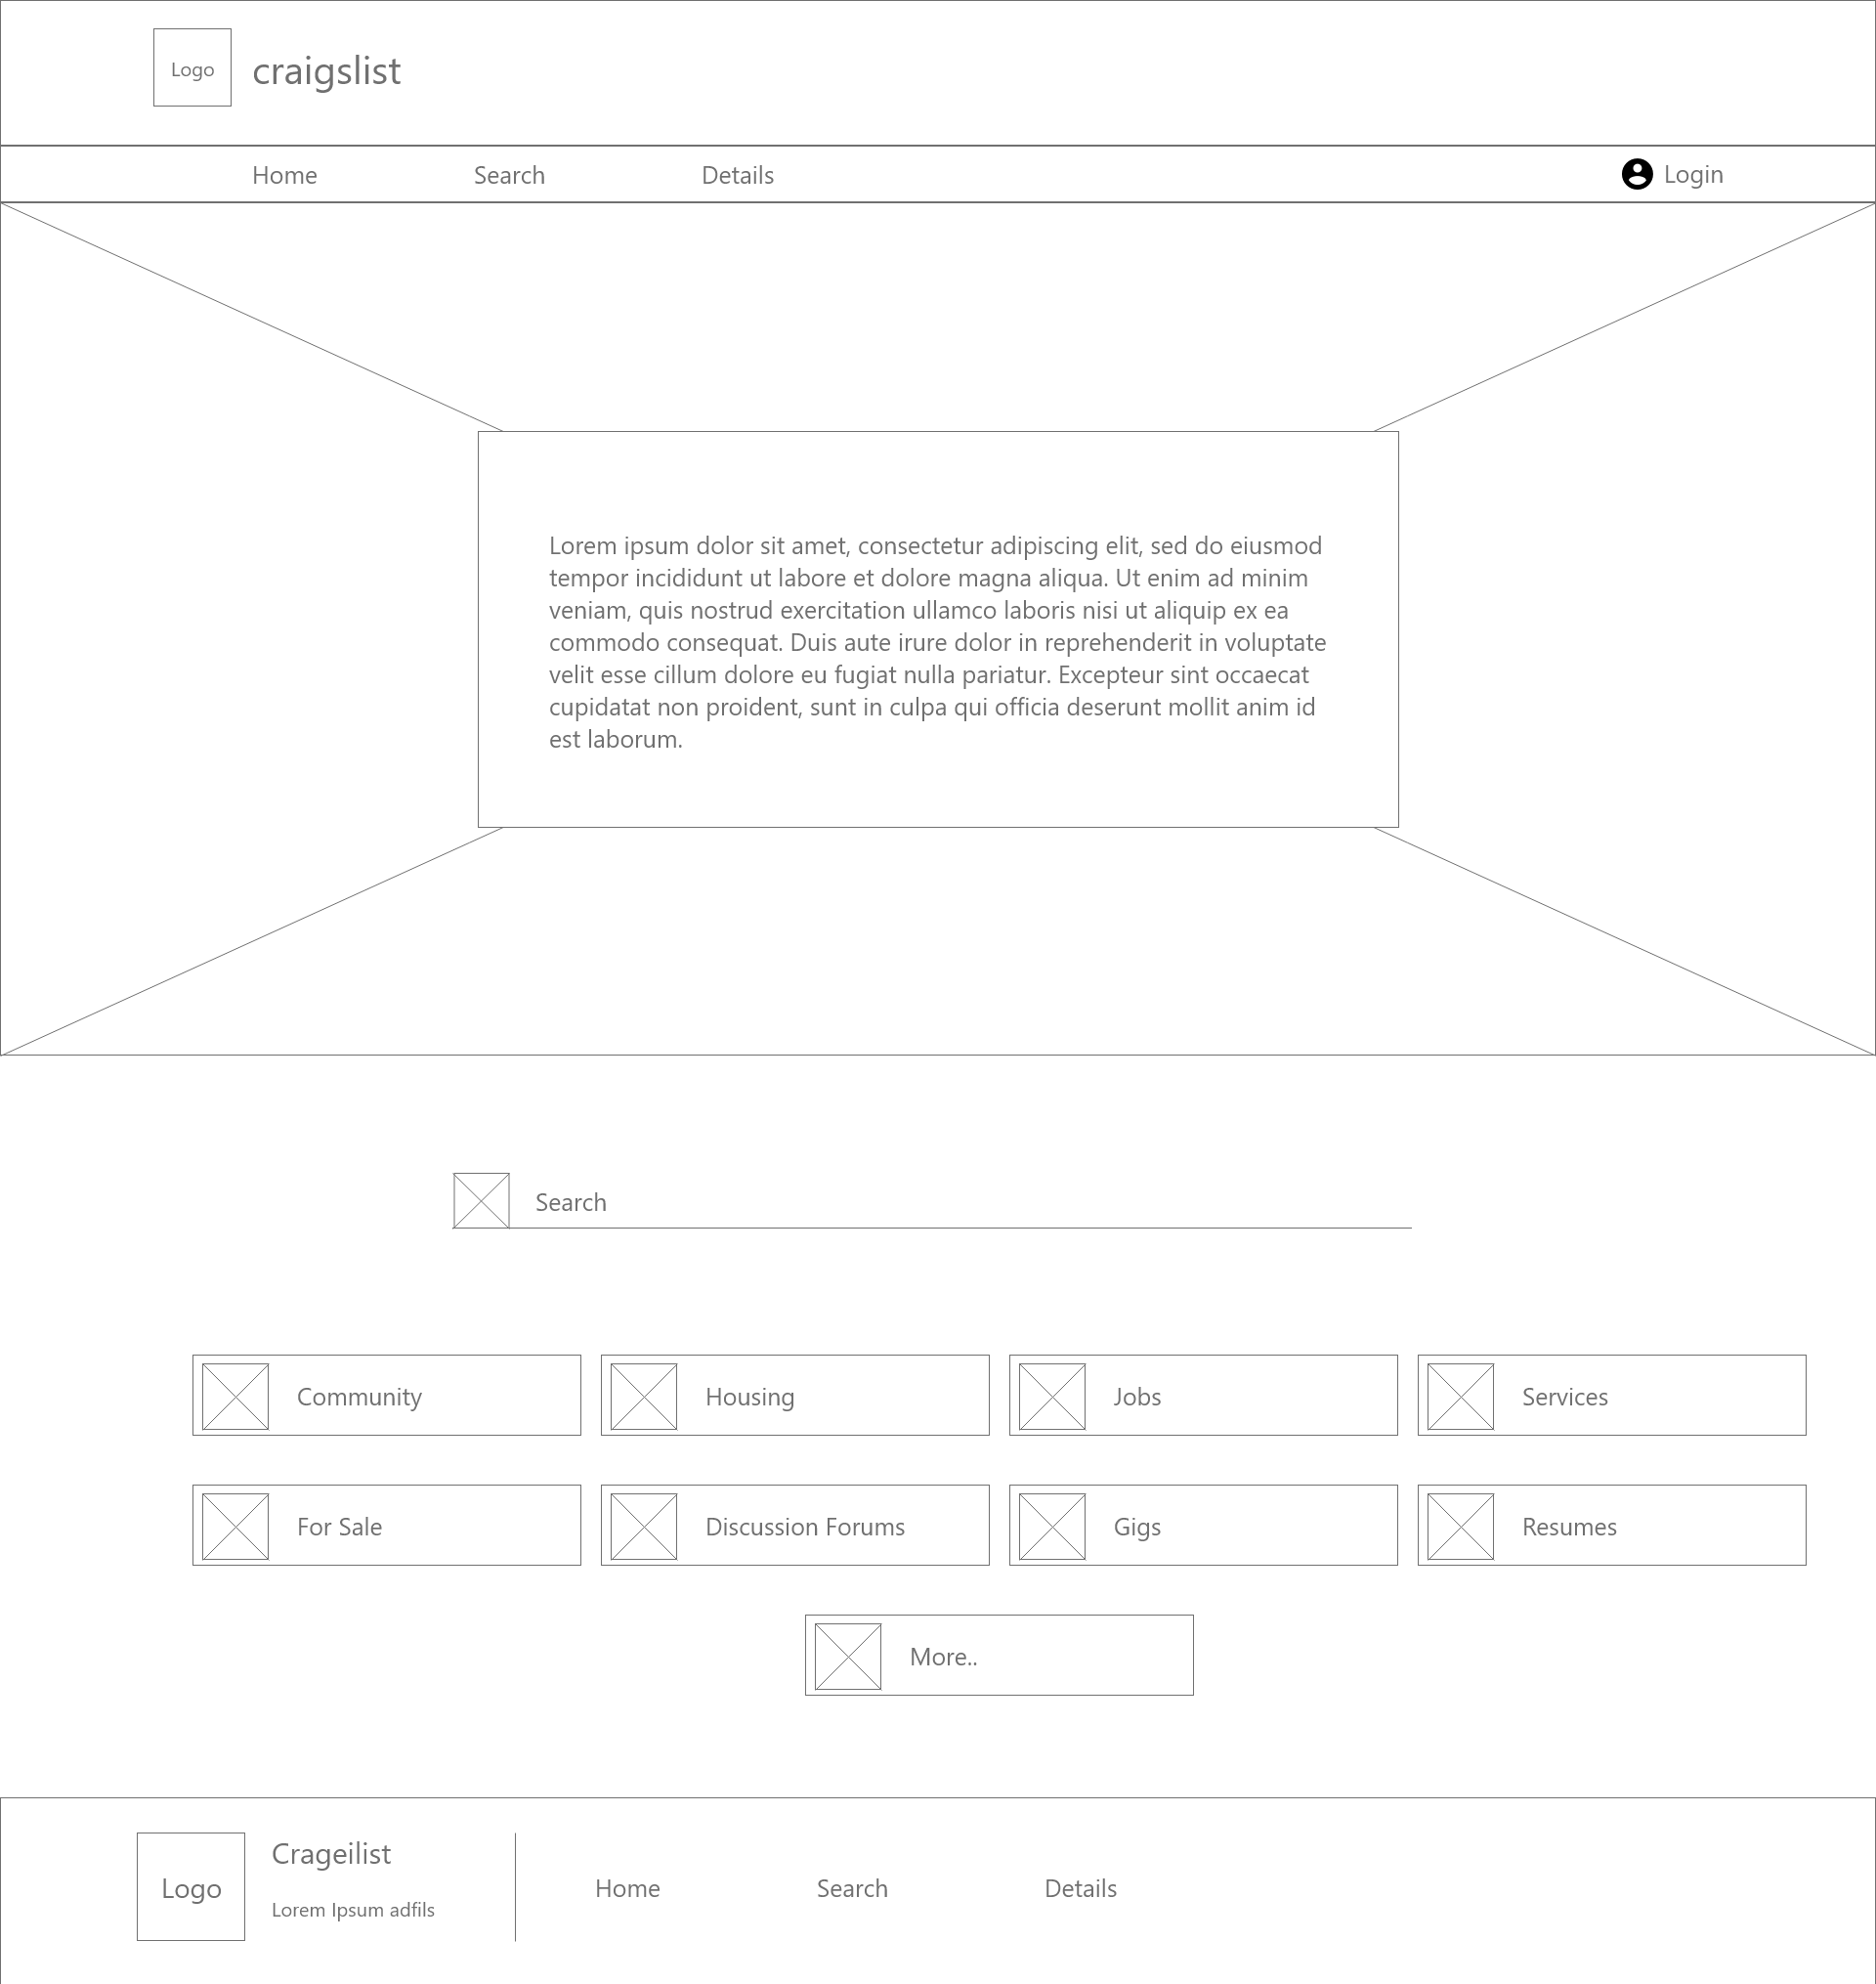 Logo
craigslist
Home Search Details Login
Lorem ipsum dolor sit amet, consectetur adipiscing elit, sed do eiusmod
tempor incididunt ut labore et dolore magna aliqua. Ut enim ad minim
veniam, quis nostrud exercitation ullamco laboris nisi ut aliquip ex ea
commodo consequat. Duis aute irure dolor in reprehenderit in voluptate
velit esse cillum dolore eu fugiat nulla pariatur. Excepteur sint occaecat
cupidatat non proident, sunt in culpa qui officia deserunt mollit anim id
est laborum.
Search
Community Housing Jobs Services
For Sale Discussion Forums Gigs Resumes
More..
Logo
Crageilist
Lorem Ipsum adfils
Home Search Details